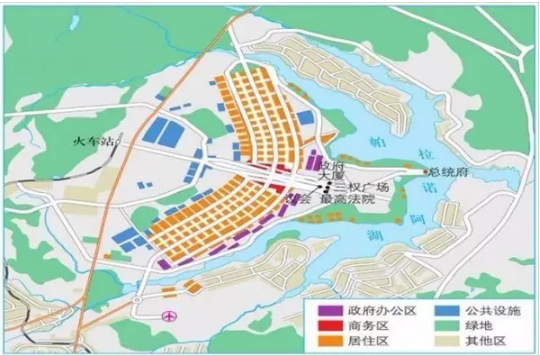 火车站
政府
大厦
帕拉诺阿湖
总统府
三权广场
会 最高法院
政府办公区
公共设施
商务区
绿地
居住区
其他区